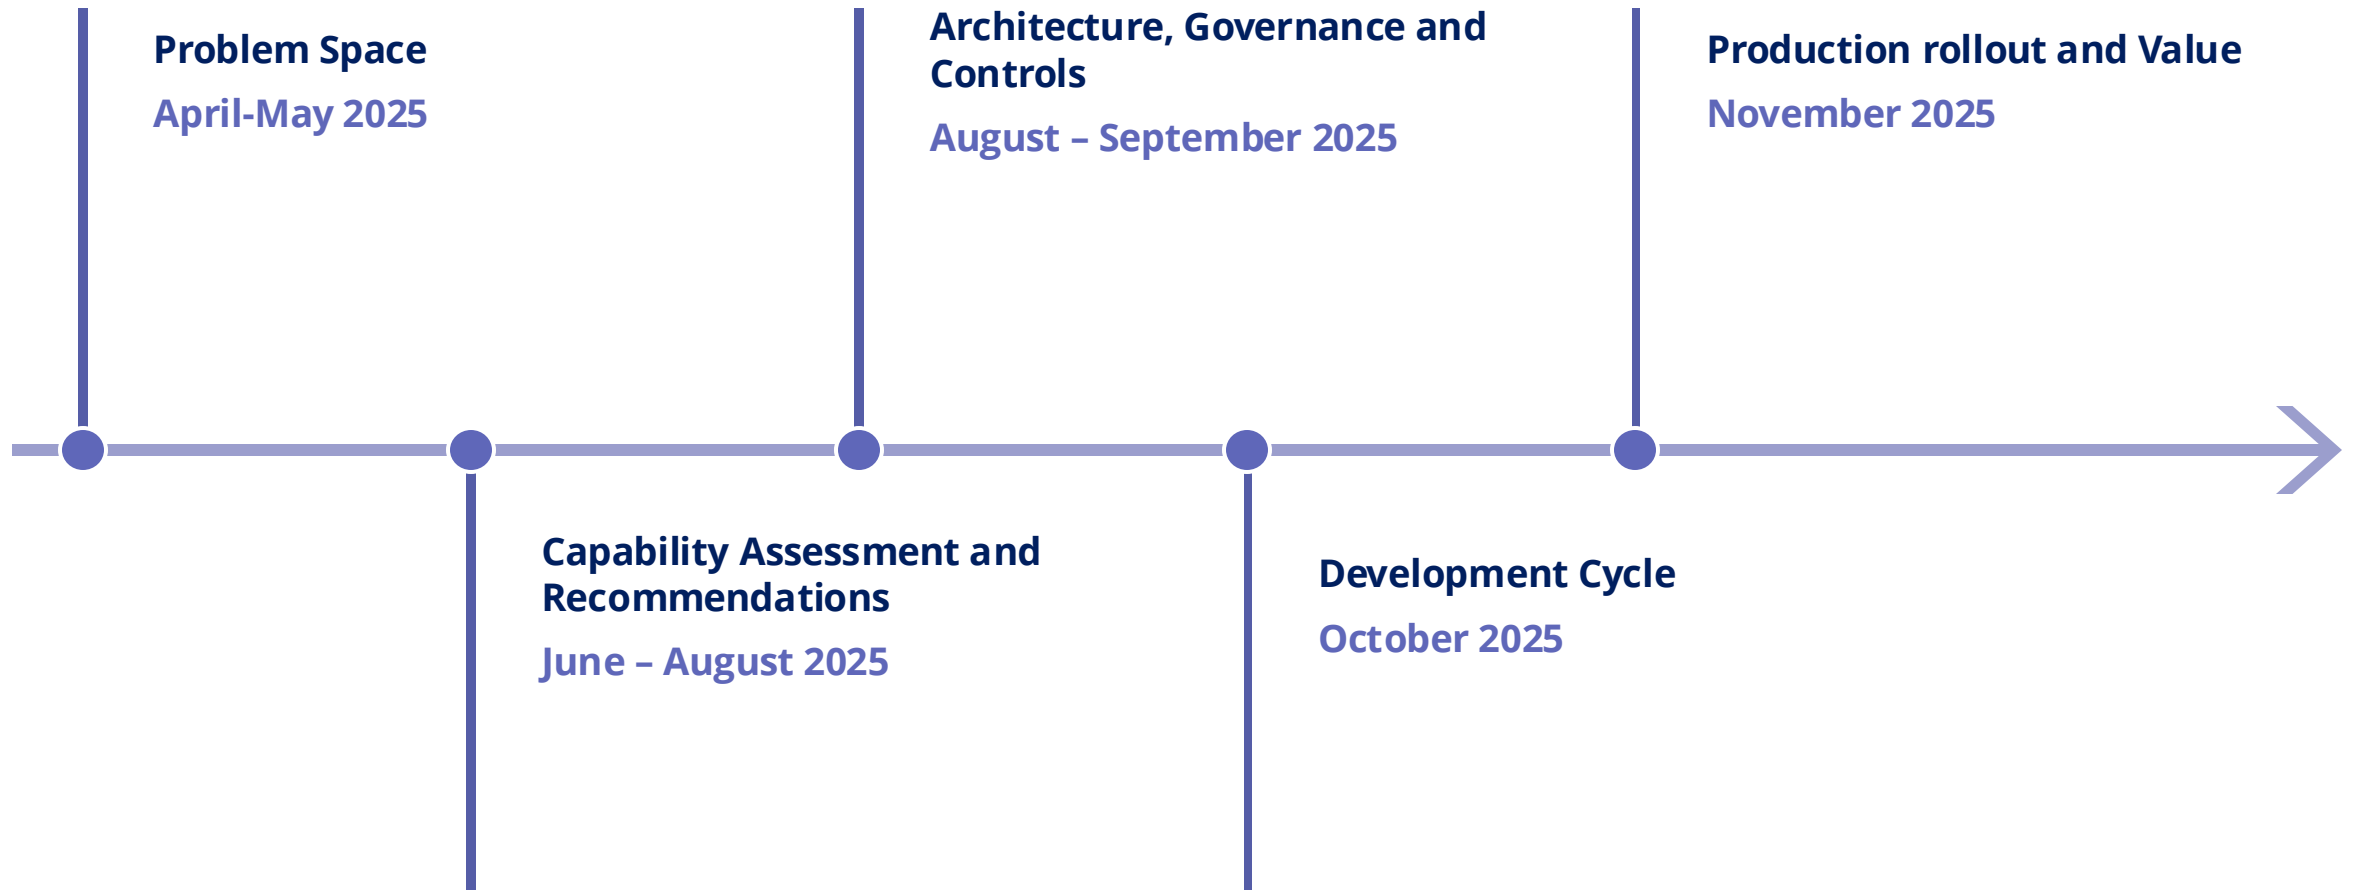 Problem Space
April-May 2025
Capability Assessment and
Recommendations
June – August 2025
Architecture, Governance and
Controls
August – September 2025
Development Cycle
October 2025
Production rollout and Value
November 2025